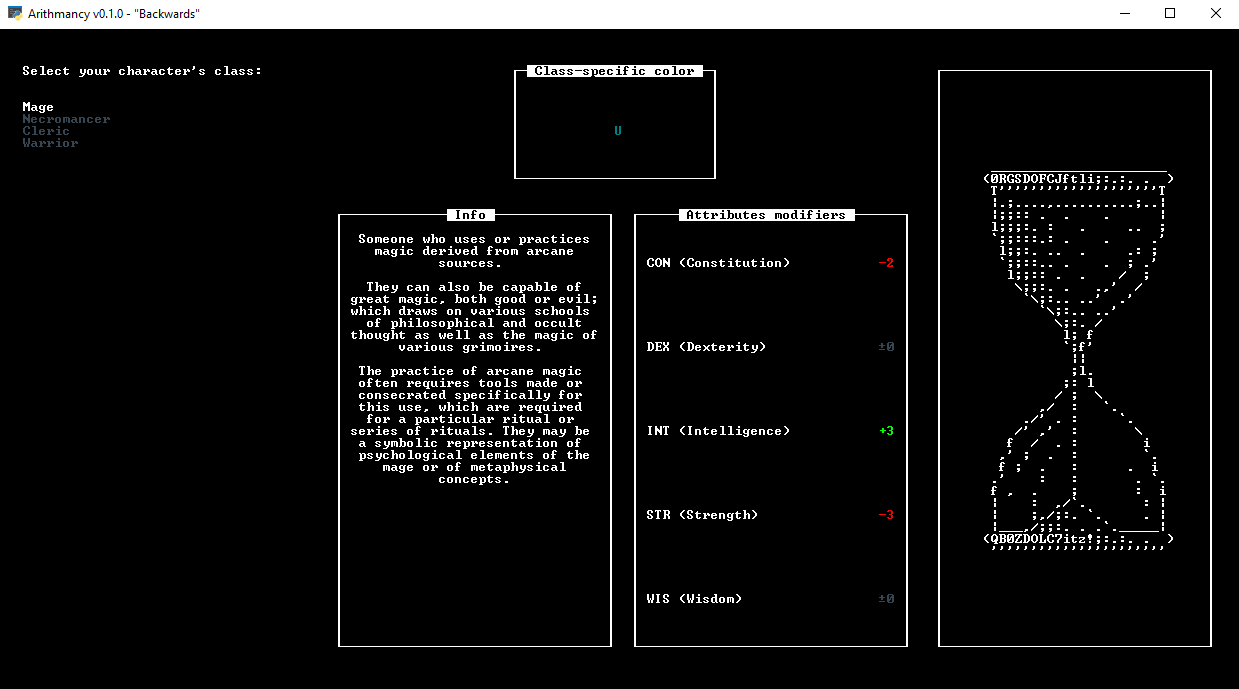 Arithmancy v0.1.0 - "Backwards"
Select your character's class:
Mage
Necromancer
Cleric
Warrior
Class-specific color
U
Info
Someone who uses or practices
magic derived from arcane
sources.
They can also be capable of
great magic, both good or evil;
which draws on various schools
of philosophical and occult
thought as well as the magic of
various grimoires.
The practice of arcane magic
often requires tools made or
consecrated specifically for
this use, which are required
for a particular ritual or
series of rituals. They may be
a symbolic representation of
psychological elements of the
mage or of metaphysical
concepts.
Attributes modifiers
CON (Constitution) -2
DEX (Dexterity) ±0
INT (Intelligence) +3
STR (Strength) -3
WIS (Wisdom) ±0